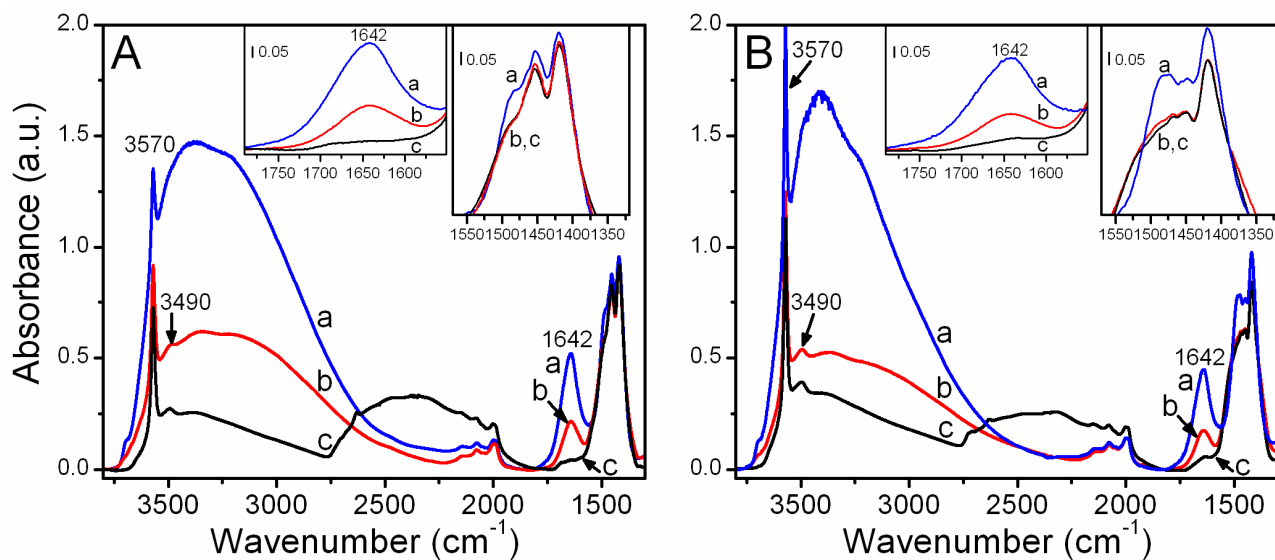 A
B
Absorbance (a.u.)
2.0
1.5
1.0
0.5
0.0
3570
3490
a
b
c
1642
a
b
c
I 0.05
1642
a
b
c
1750 1700 1650 1600
I 0.05
a
b,c
1550 1500 1450 1400 1350
3500 3000 2500 2000 1500
Wavenumber (cm-1)
2.0
1.5
1.0
0.5
0.0
3570
3490
a
b
c
1642
a
b
c
I 0.05
1642
a
b
c
1750 1700 1650 1600
I 0.05
a
b,c
1550 1500 1450 1400 1350
3500 3000 2500 2000 1500
Wavenumber (cm-1)